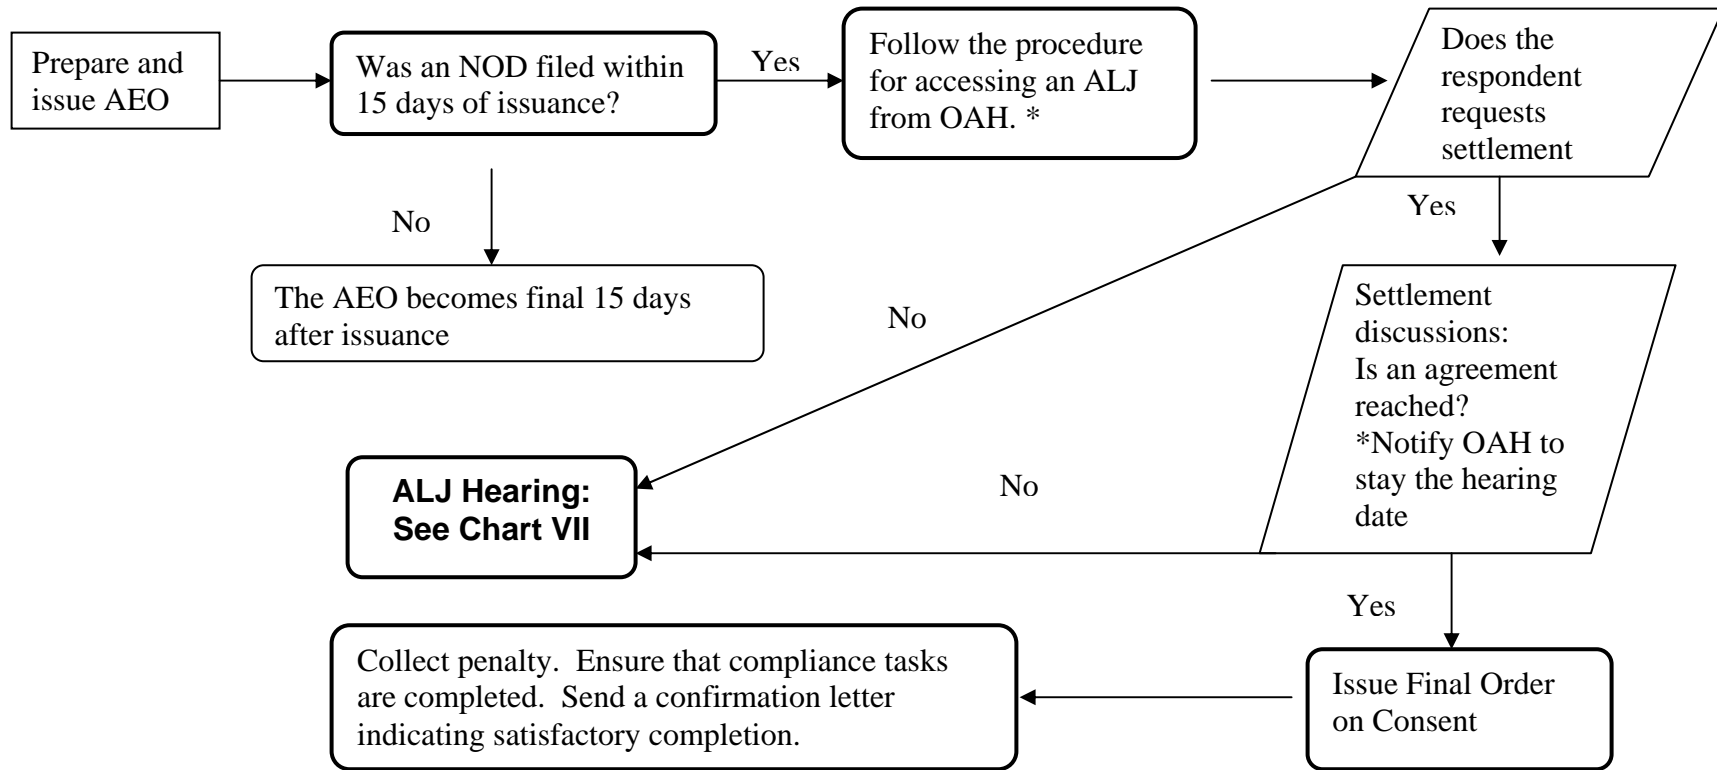 Prepare and
issue AEO
Was an NOD filed within
15 days of issuance?
Yes
Follow the procedure
for accessing an ALJ
from OAH. *
Does the
respondent
requests
settlement
No
Yes
The AEO becomes final 15 days
after issuance
No
Settlement
discussions:
Is an agreement
reached?
*Notify OAH to
stay the hearing
date
No
ALJ Hearing:
See Chart VII
Yes
Collect penalty.  Ensure that compliance tasks
are completed.  Send a confirmation letter
indicating satisfactory completion.
Issue Final Order
on Consent